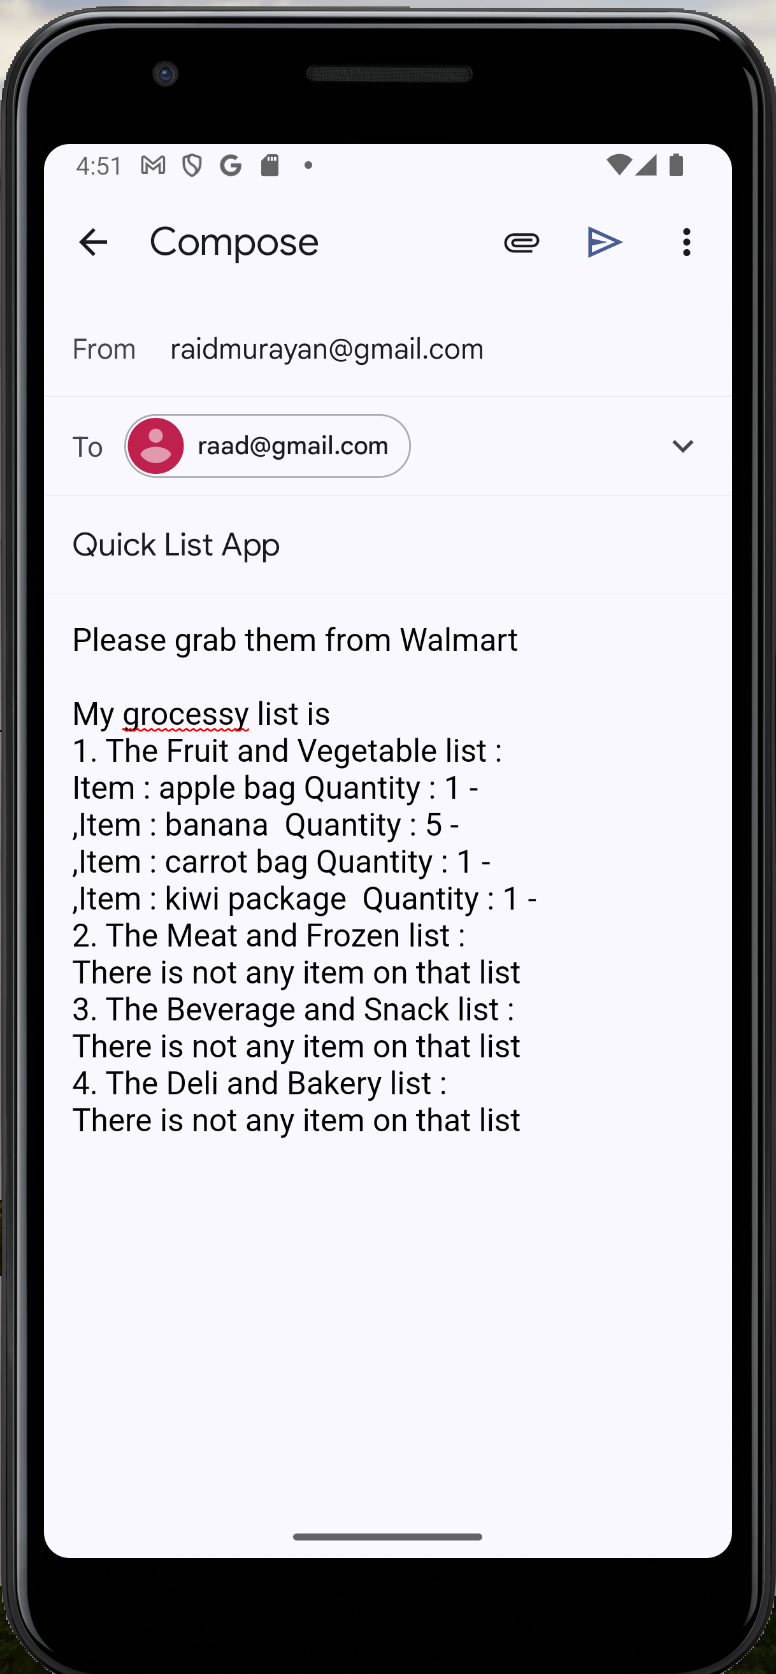 4:51
Compose
From raidmurayan@gmail.com
To raad@gmail.com
Quick List App
Please grab them from Walmart
My grocessy list is
1. The Fruit and Vegetable list :
Item : apple bag Quantity : 1 -
,Item : banana  Quantity : 5 -
,Item : carrot bag Quantity : 1 -
,Item : kiwi package  Quantity : 1 -
2. The Meat and Frozen list :
There is not any item on that list
3. The Beverage and Snack list :
There is not any item on that list
4. The Deli and Bakery list :
There is not any item on that list